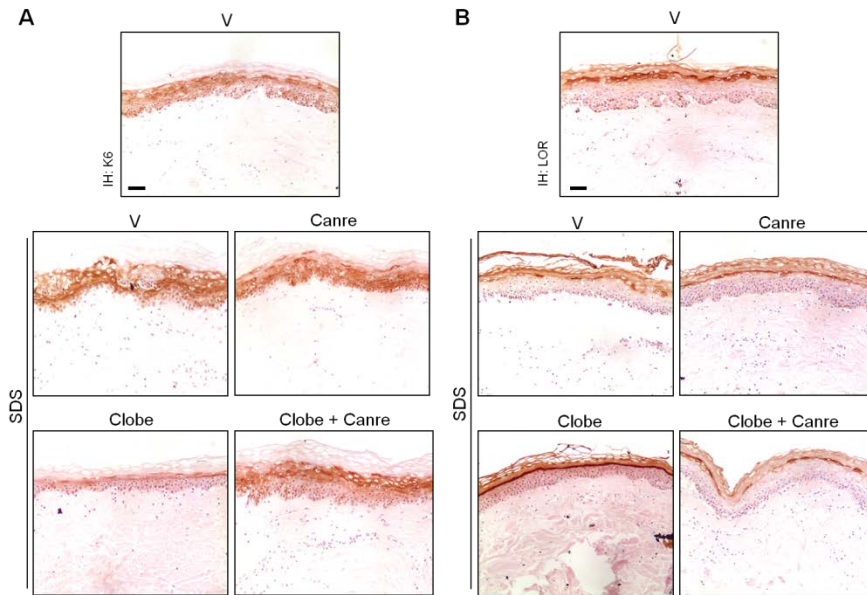 A
V
IH: K6
V
Canre
SDS
Clobe
Clobe + Canre
B
V
IH: LOR
V
Canre
SDS
Clobe
Clobe + Canre